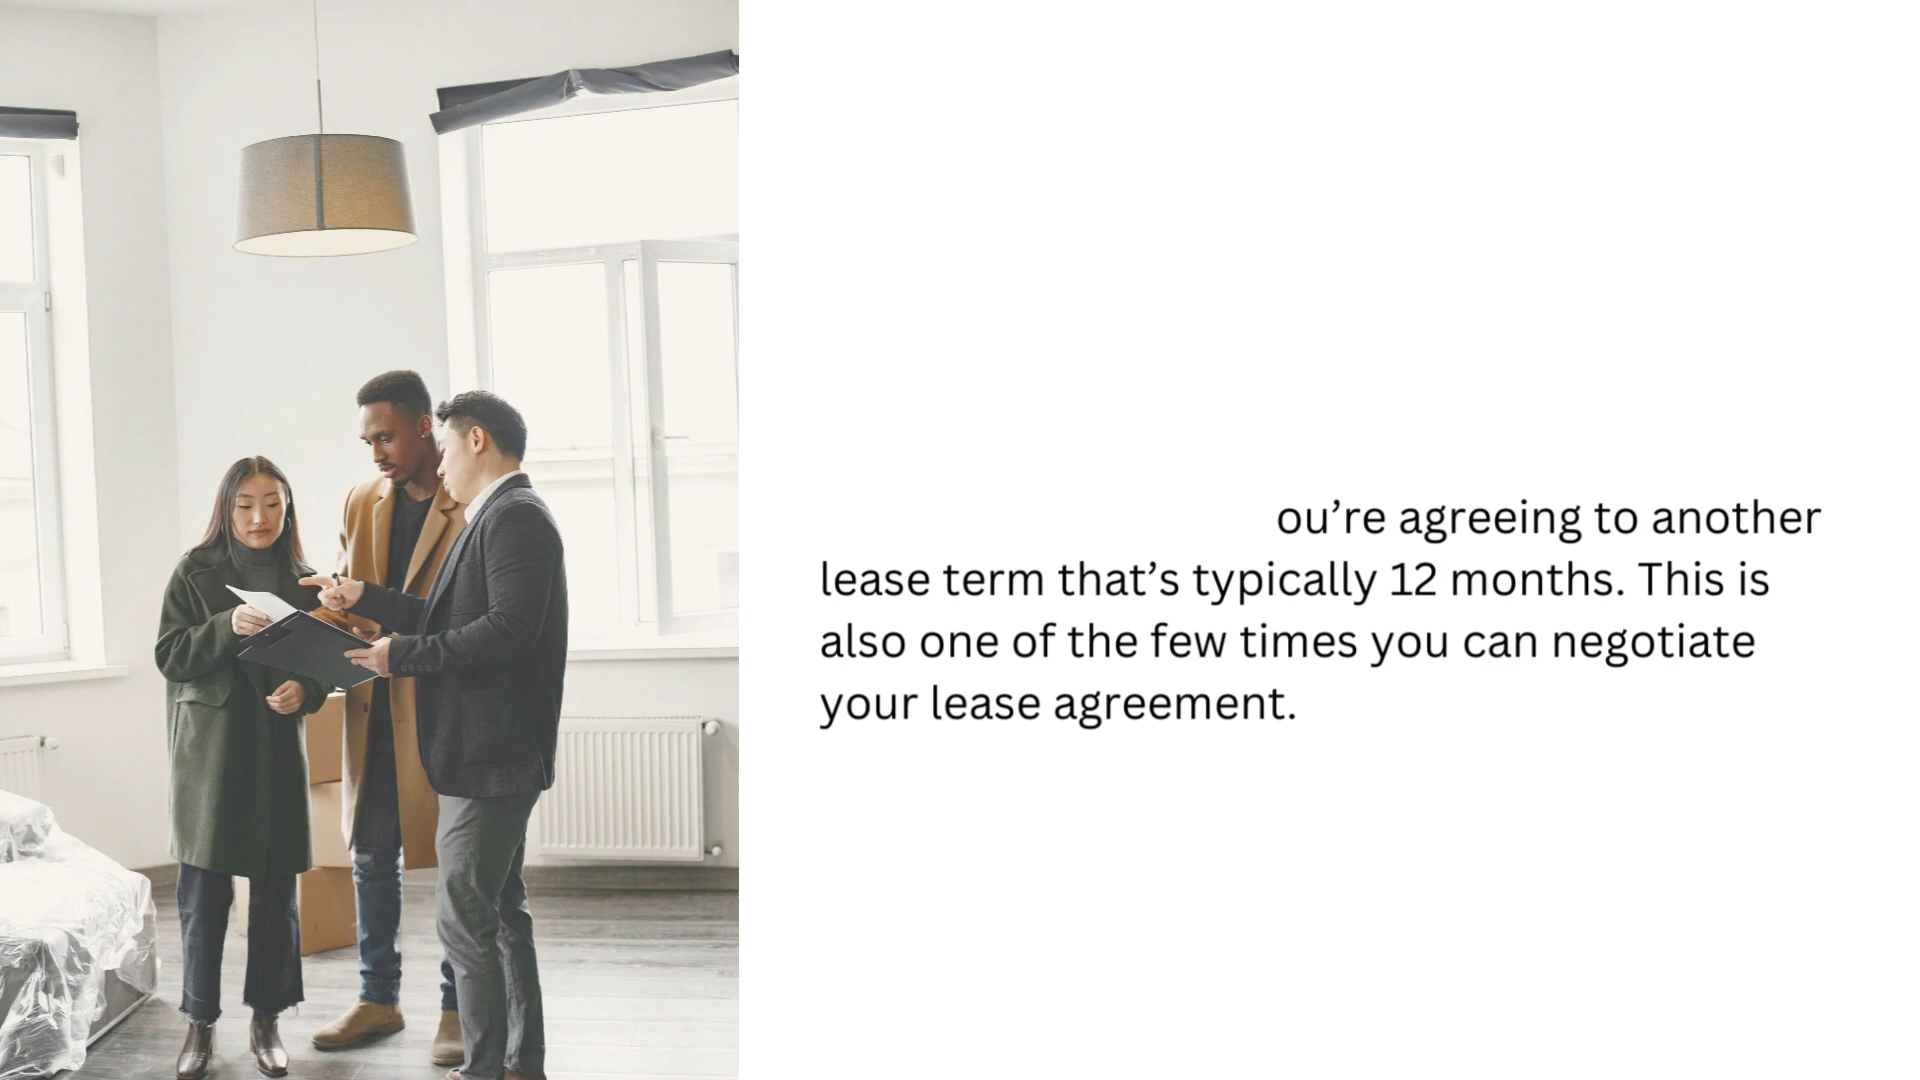 ou’re agreeing to another
lease term that’s typically 12 months. This is
also one of the few times you can negotiate
your lease agreement.